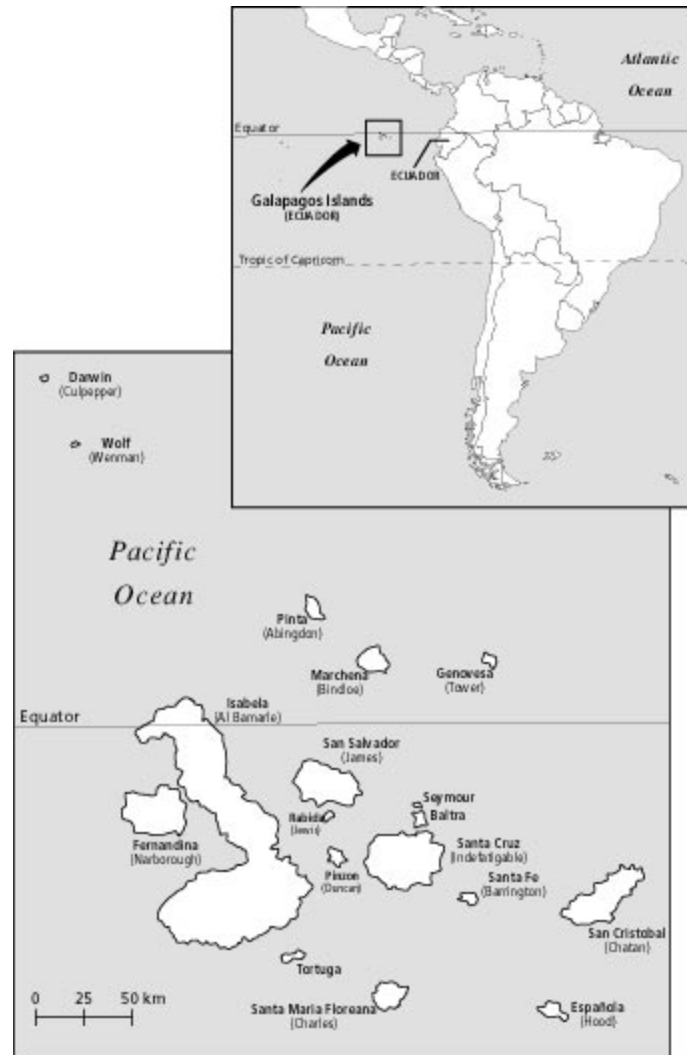 Atlantic
Ocean
Equator
ECUADOR
Galapagos Islands
(ECUADOR)
Tropic of Capricorn
Pacific
Ocean
Darwin
(Culpepper)
Wolf
(Wenman)
Pacific
Ocean
Pinta
(Abingdon)
Marchena
(Bindloe)
Genovesa
(Tower)
Isabela
(Al Bamarle)
Equator
San Salvador
(James)
Seymour
Baltra
Rabida
(Jewis)
Fernandina
(Narborough)
Santa Cruz
(Indefatigable)
Pinzon
(Duncan)
Santa Fe
(Barrington)
San Cristobal
(Chatan)
Tortuga
0 25 50 km
Santa Maria Floreana
(Charles)
Española
(Hood)